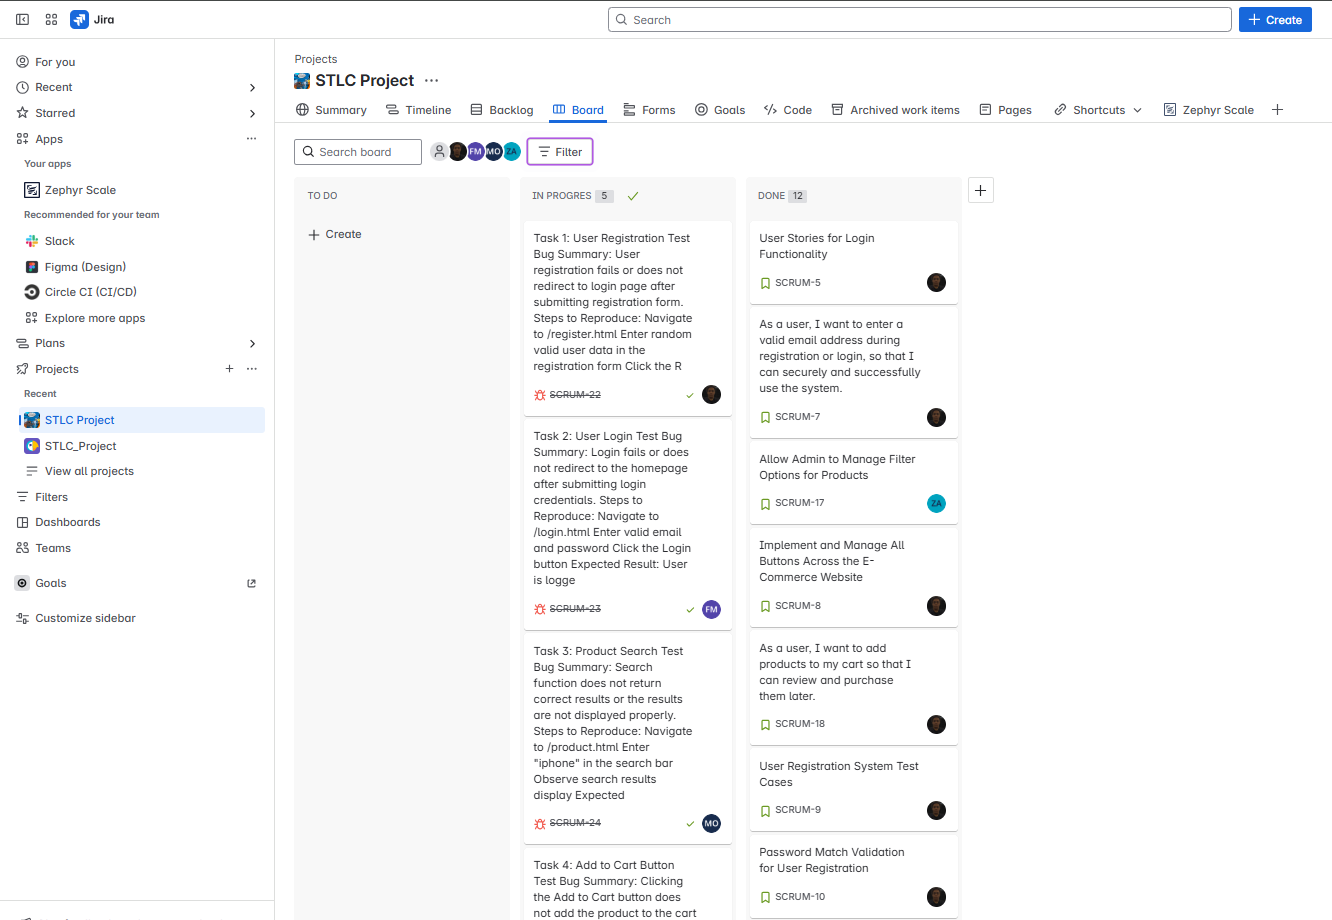 Jira
Search
Create
For you
Recent
Starred
Apps
Your apps
Zephyr Scale
Recommended for your team
Slack
Figma (Design)
Circle CI (CI/CD)
Explore more apps
Plans
Projects
Recent
STLC Project
STLC_Project
View all projects
Filters
Dashboards
Teams
Goals
Customize sidebar
Projects
STLC Project
Summary
Timeline
Backlog
Board
Forms
Goals
Code
Archived work items
Pages
Shortcuts
Zephyr Scale
Search board
FM
MO
ZA
Filter
TO DO
Create
IN PROGRES 5
Task 1: User Registration Test
Bug Summary: User
registration fails or does not
redirect to login page after
submitting registration form.
Steps to Reproduce: Navigate
to /register.html Enter random
valid user data in the
registration form Click the R
SCRUM-22
Task 2: User Login Test Bug
Summary: Login fails or does
not redirect to the homepage
after submitting login
credentials. Steps to
Reproduce: Navigate to
/login.html Enter valid email
and password Click the Login
button Expected Result: User
is logge
SCRUM-23
FM
Task 3: Product Search Test
Bug Summary: Search
function does not return
correct results or the results
are not displayed properly.
Steps to Reproduce: Navigate
to /product.html Enter
"iphone" in the search bar
Observe search results
display Expected
SCRUM-24
MO
Task 4: Add to Cart Button
Test Bug Summary: Clicking
the Add to Cart button does
not add the product to the cart
DONE 12
User Stories for Login
Functionality
SCRUM-5
As a user, I want to enter a
valid email address during
registration or login, so that I
can securely and successfully
use the system.
SCRUM-7
Allow Admin to Manage Filter
Options for Products
SCRUM-17
ZA
Implement and Manage All
Buttons Across the E-
Commerce Website
SCRUM-8
As a user, I want to add
products to my cart so that I
can review and purchase
them later.
SCRUM-18
User Registration System Test
Cases
SCRUM-9
Password Match Validation
for User Registration
SCRUM-10